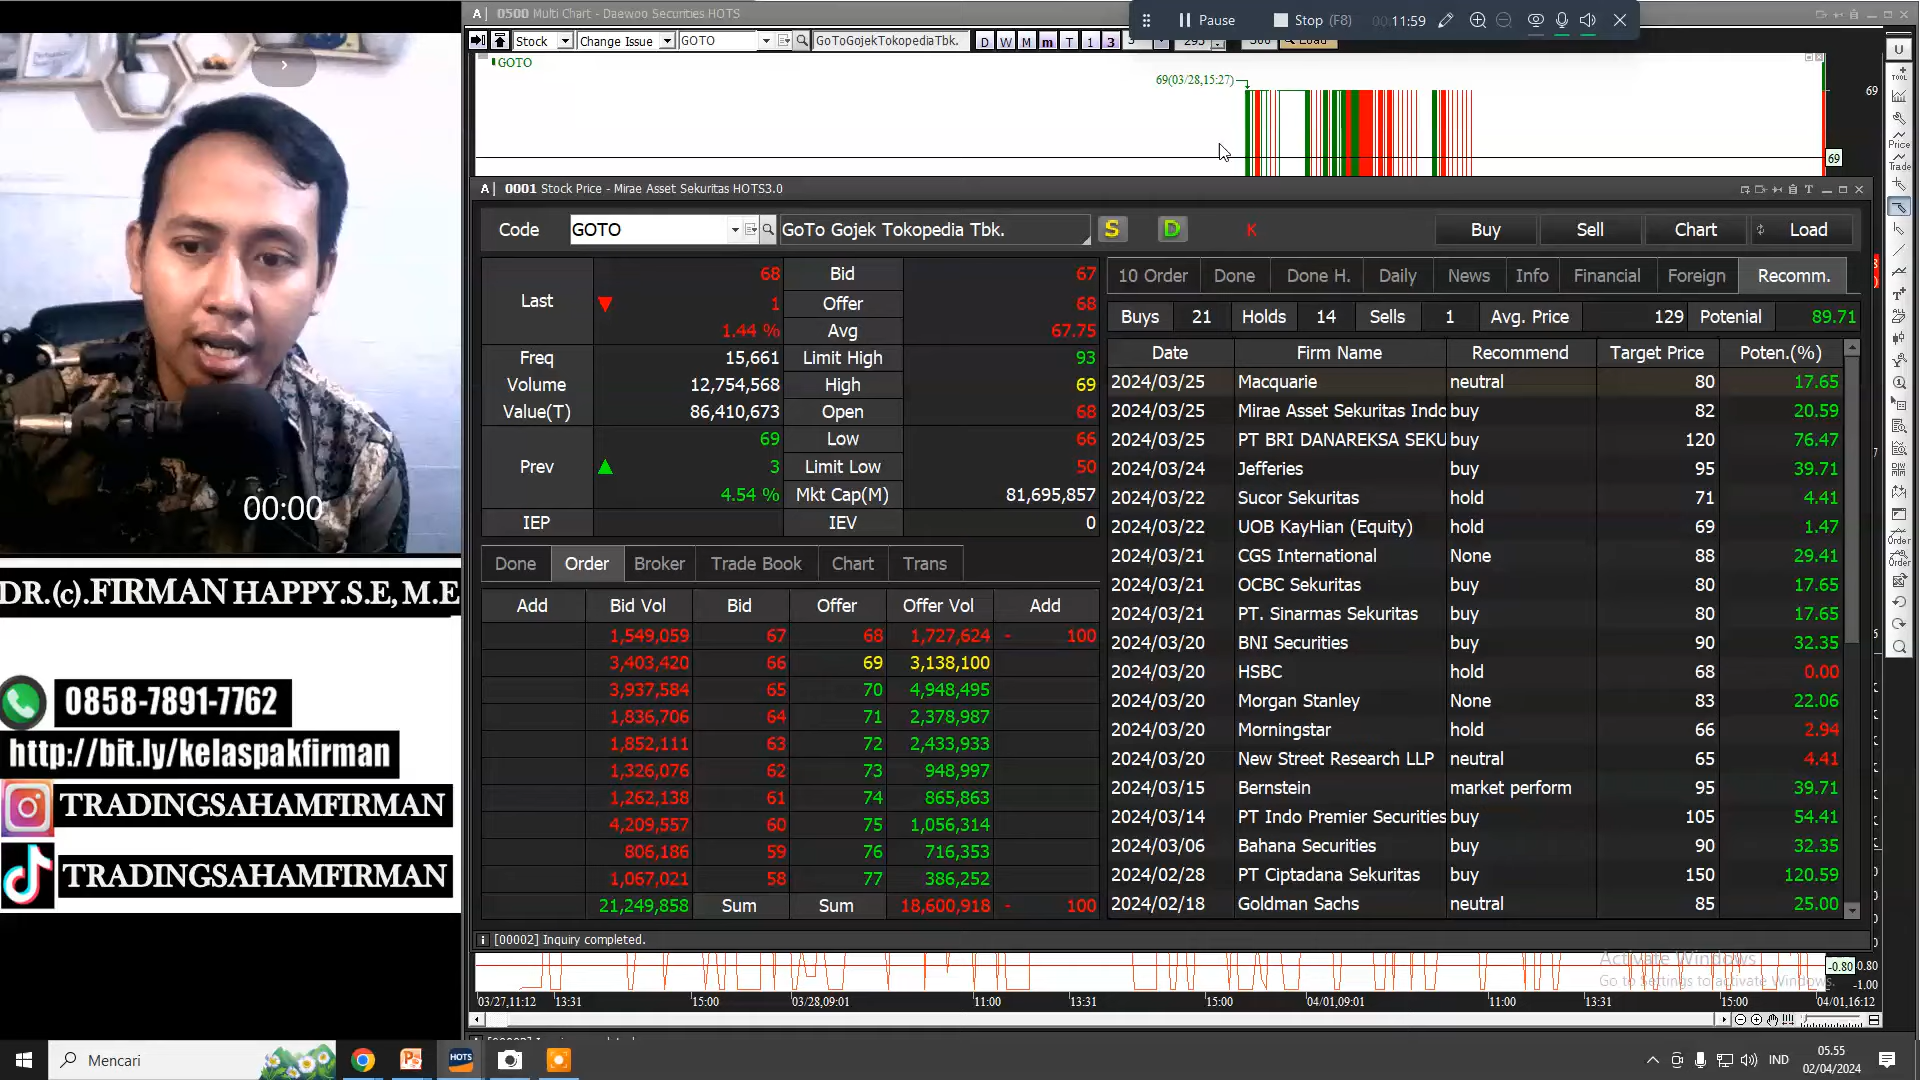 A| 0500 Multi Chart - Daewoo Securities HOTS
Pause Stop (F8) 00:11:59
Stock Change Issue GOTO GoToGojekTokopediaTbk. D W M m T 1 3 Load
GOTO
69(03/28,15:27)
69
69
A| 0001 Stock Price - Mirae Asset Sekuritas HOTS3.0
Code GOTO GoTo Gojek Tokopedia Tbk. S D K Buy Sell Chart Load
Last 68 Bid 67
1 Offer 68
1.44 % Avg 67.75
Freq 15,661 Limit High 93
Volume 12,754,568 High 69
Value(T) 86,410,673 Open 68
69 Low 66
Prev 3 Limit Low 50
4.54 % Mkt Cap(M) 81,695,857
IEP IEV 0
Done Order Broker Trade Book Chart Trans
Add Bid Vol Bid Offer Offer Vol Add
1,549,059 67 68 1,727,624 - 100
3,403,420 66 69 3,138,100
3,937,584 65 70 4,948,495
1,836,706 64 71 2,378,987
1,852,111 63 72 2,433,933
1,326,076 62 73 948,997
1,262,138 61 74 865,863
4,209,557 60 75 1,056,314
806,186 59 76 716,353
1,067,021 58 77 386,252
21,249,858 Sum Sum 18,600,918 - 100
10 Order Done Done H. Daily News Info Financial Foreign Recomm.
Buys 21 Holds 14 Sells 1 Avg. Price 129 Potenial 89.71
Date Firm Name Recommend Target Price Poten.(%)
2024/03/25 Macquarie neutral 80 17.65
2024/03/25 Mirae Asset Sekuritas Indo buy 82 20.59
2024/03/25 PT BRI DANAREKSA SEKU buy 120 76.47
2024/03/24 Jefferies buy 95 39.71
2024/03/22 Sucor Sekuritas hold 71 4.41
2024/03/22 UOB KayHian (Equity) hold 69 1.47
2024/03/21 CGS International None 88 29.41
2024/03/21 OCBC Sekuritas buy 80 17.65
2024/03/21 PT. Sinarmas Sekuritas buy 80 17.65
2024/03/20 BNI Securities buy 90 32.35
2024/03/20 HSBC hold 68 0.00
2024/03/20 Morgan Stanley None 83 22.06
2024/03/20 Morningstar hold 66 2.94
2024/03/20 New Street Research LLP neutral 65 4.41
2024/03/15 Bernstein market perform 95 39.71
2024/03/14 PT Indo Premier Securities buy 105 54.41
2024/03/06 Bahana Securities buy 90 32.35
2024/02/28 PT Ciptadana Sekuritas buy 150 120.59
2024/02/18 Goldman Sachs neutral 85 25.00
[00002] Inquiry completed.
Activate Windows
Go to Settings to activate Windows.
-0.80 -0.80
-1.00
03/27,11:12 13:31 15:00 03/28,09:01 11:00 13:31 15:00 04/01,09:01 11:00 13:31 15:00 04/01,16:12
00:00
DR.(c).FIRMAN HAPPY.S.E, M.E
0858-7891-7762
http://bit.ly/kelaspakfirman
TRADINGSAHAMFIRMAN
TRADINGSAHAMFIRMAN
Mencari HOTS IND 05.55
02/04/2024